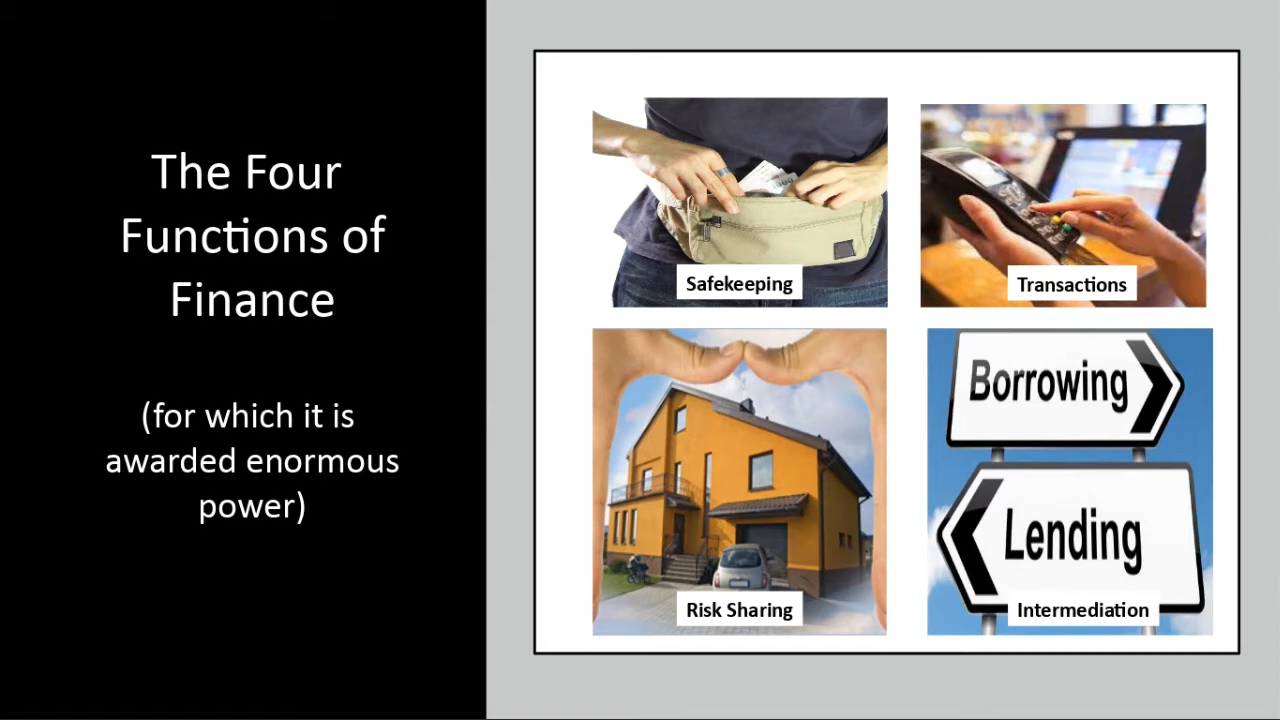 The Four
Functions of
Finance
(for which it is
awarded enormous
power)
Safekeeping
Transactions
Risk Sharing
Borrowing
Lending
Intermediation